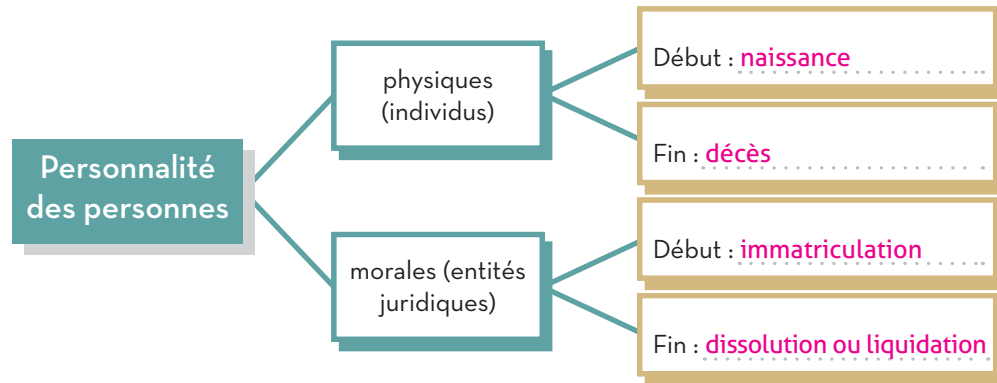 Personnalité
des personnes
physiques
(individus)
Début : naissance
Fin : décès
morales (entités
juridiques)
Début : immatriculation
Fin : dissolution ou liquidation